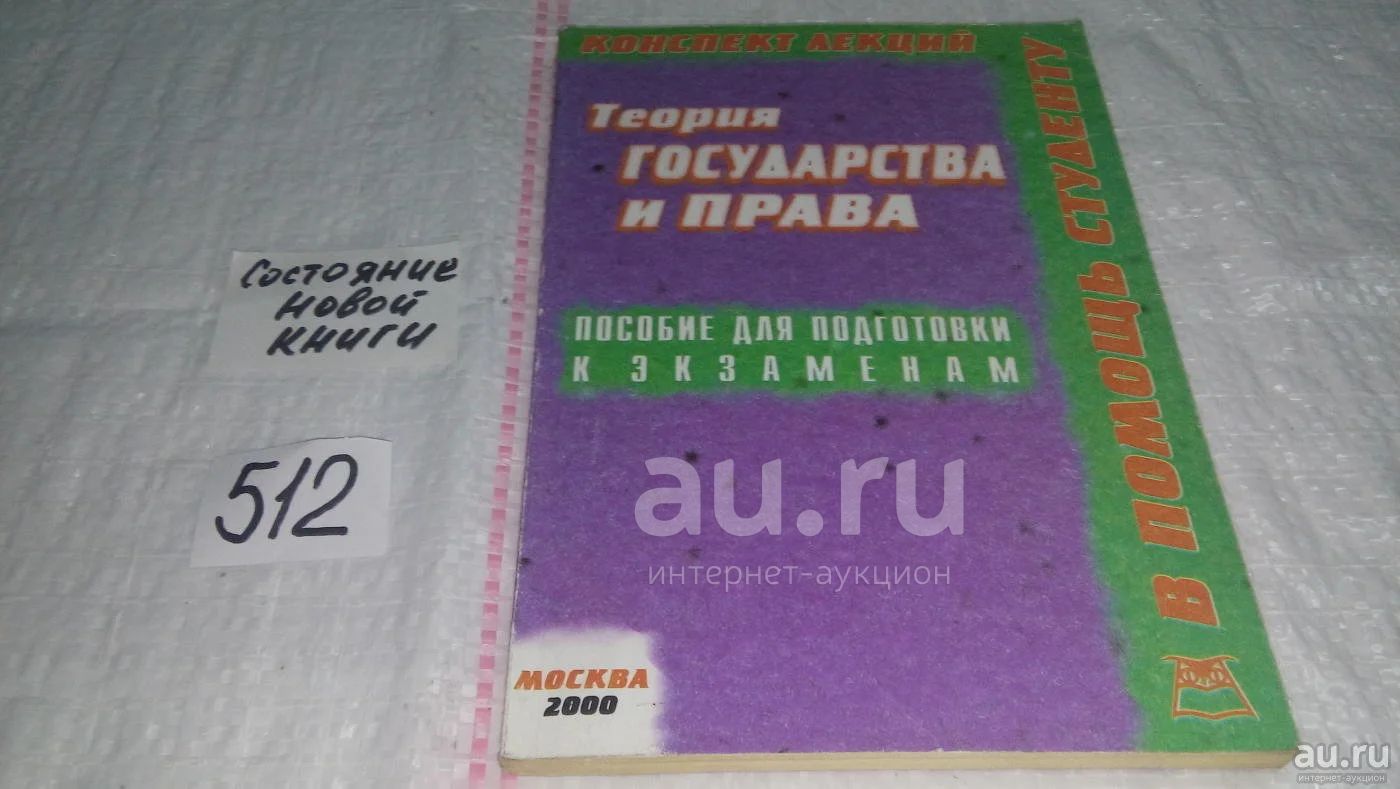 КОНСПЕКТ ЛЕКЦИЙ
Теория
ГОСУДАРСТВА
и ПРАВА
ПОСОБИЕ ДЛЯ ПОДГОТОВКИ
К ЭКЗАМЕНАМ
МОСКВА
2000
В ПОМОЩЬ СТУДЕНТУ
Состояние
новой
книги
512
au.ru
интернет-аукцион
au.ru
интернет-аукцион